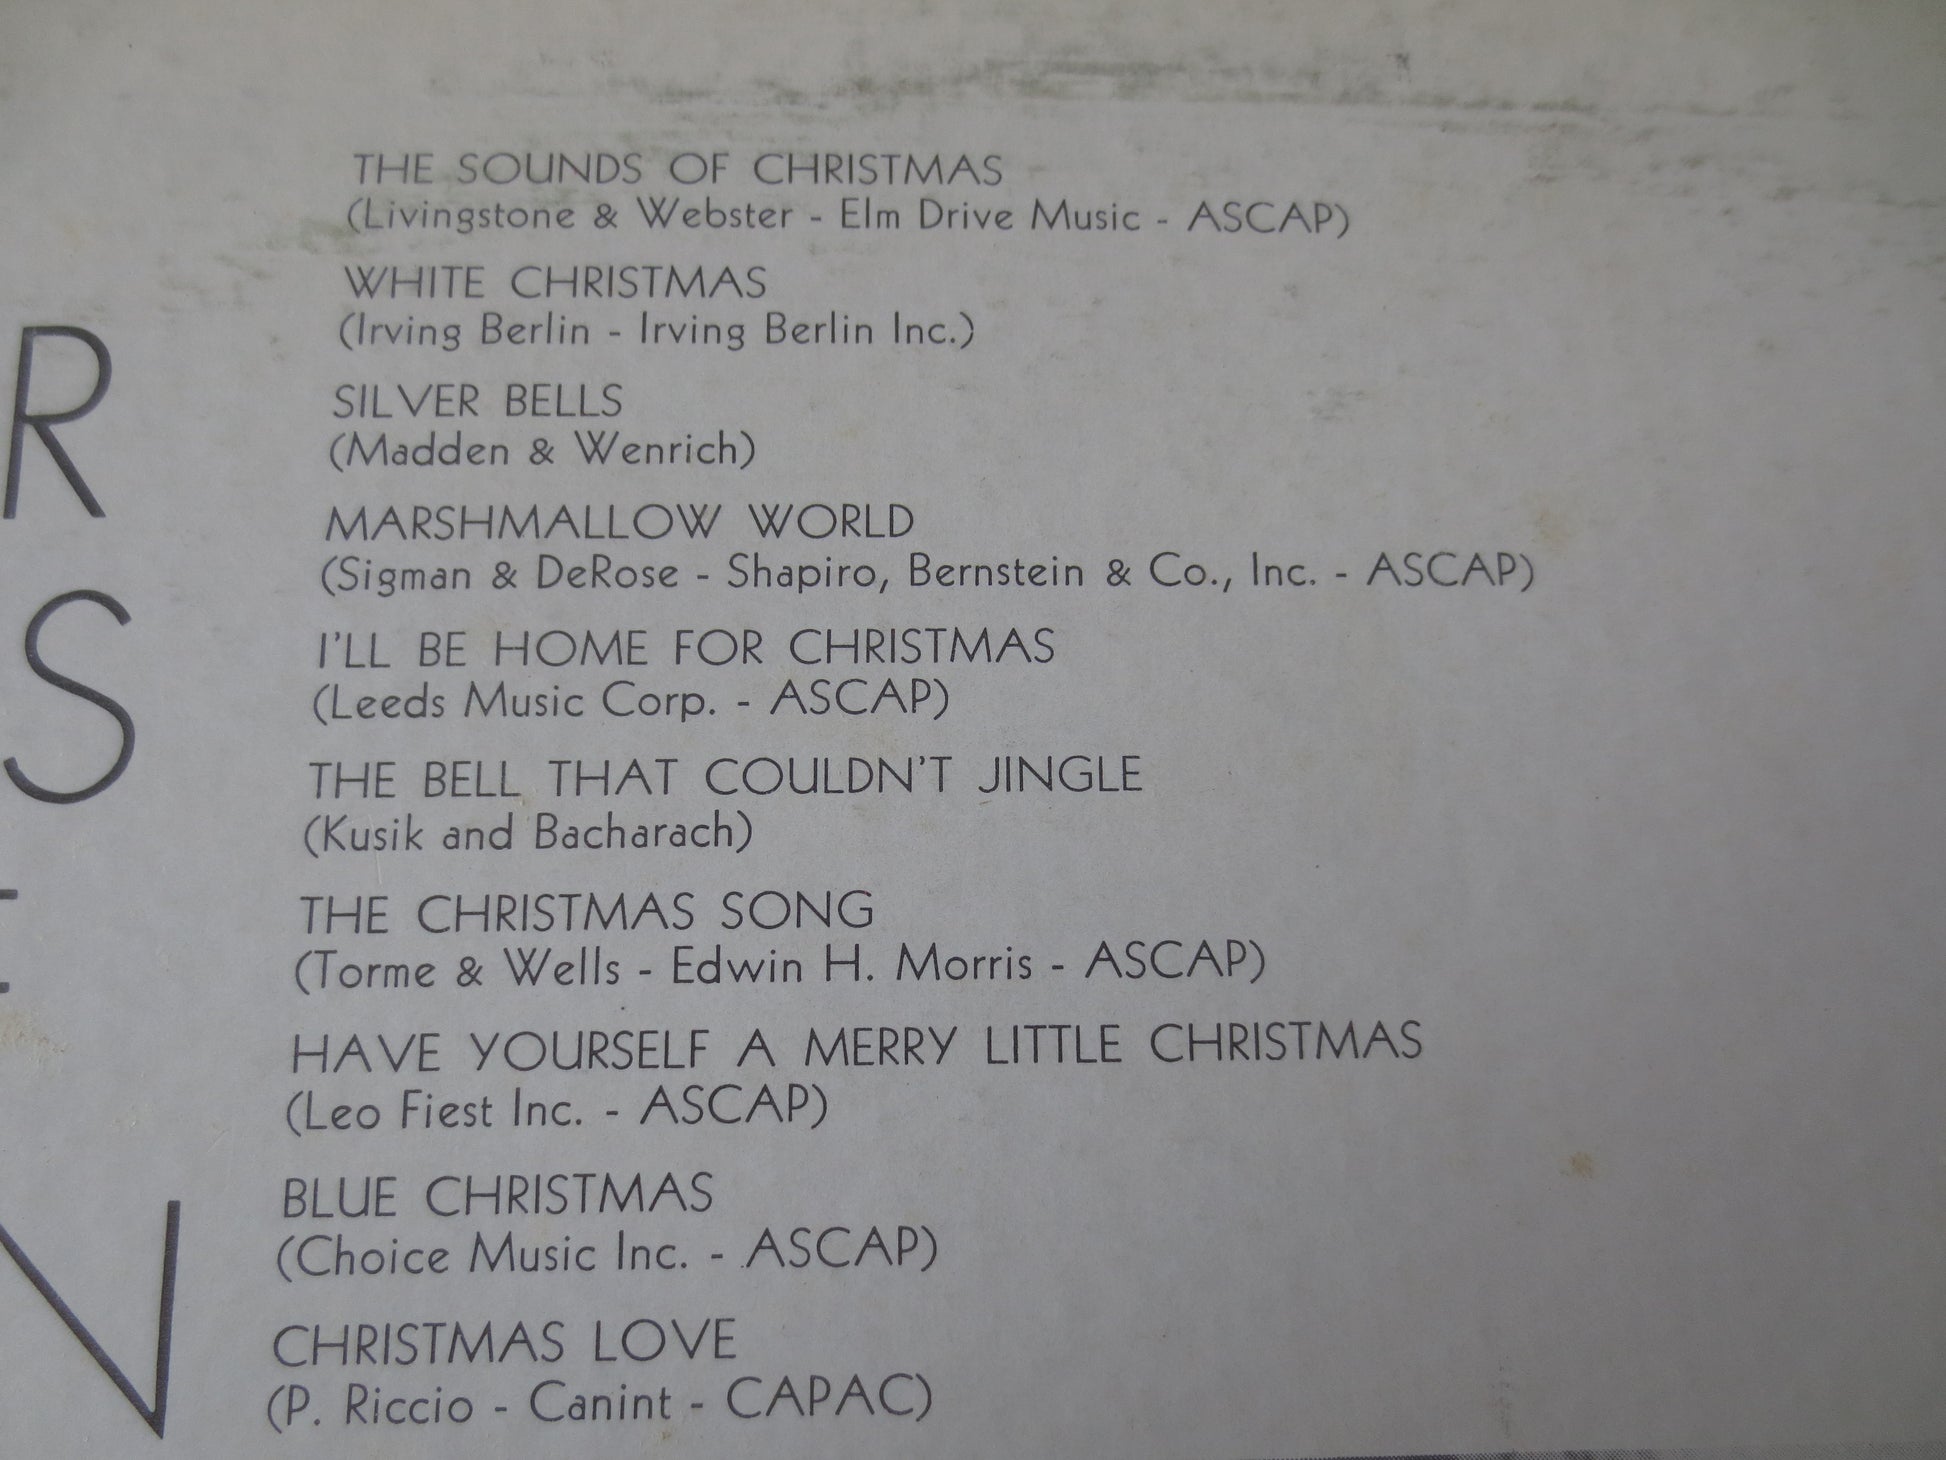 THE SOUNDS OF CHRISTMAS
(Livingstone & Webster - Elm Drive Music - ASCAP)
WHITE CHRISTMAS
(Irving Berlin - Irving Berlin Inc.)
SILVER BELLS
(Madden & Wenrich)
MARSHMALLOW WORLD
(Sigman & DeRose - Shapiro, Bernstein & Co., Inc. - ASCAP)
I'LL BE HOME FOR CHRISTMAS
(Leeds Music Corp. - ASCAP)
THE BELL THAT COULDN'T JINGLE
(Kusik and Bacharach)
THE CHRISTMAS SONG
(Torme & Wells - Edwin H. Morris - ASCAP)
HAVE YOURSELF A MERRY LITTLE CHRISTMAS
(Leo Fiest Inc. - ASCAP)
BLUE CHRISTMAS
(Choice Music Inc. - ASCAP)
CHRISTMAS LOVE
(P. Riccio - Canint - CAPAC)
R
S